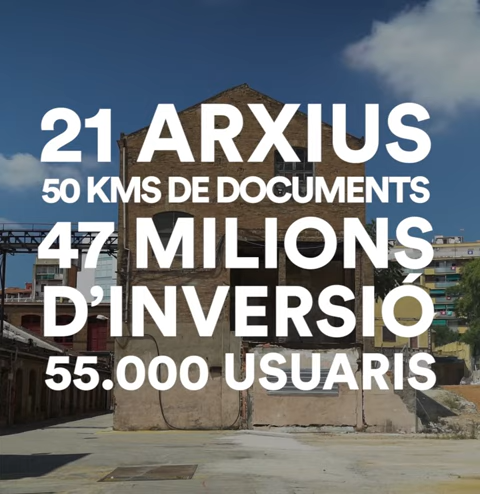 21 ARXIUS
50 KMS DE DOCUMENTS
47 MILIONS
D'INVERSIÓ
55.000 USUARIS